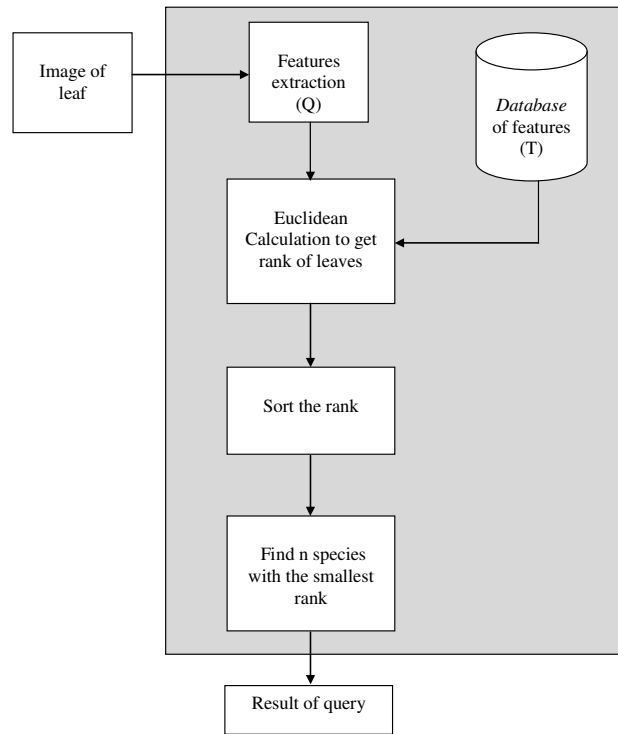 Image of
leaf
Features
extraction
(Q)
Database
of features
(T)
Euclidean
Calculation to get
rank of leaves
Sort the rank
Find n species
with the smallest
rank
Result of query